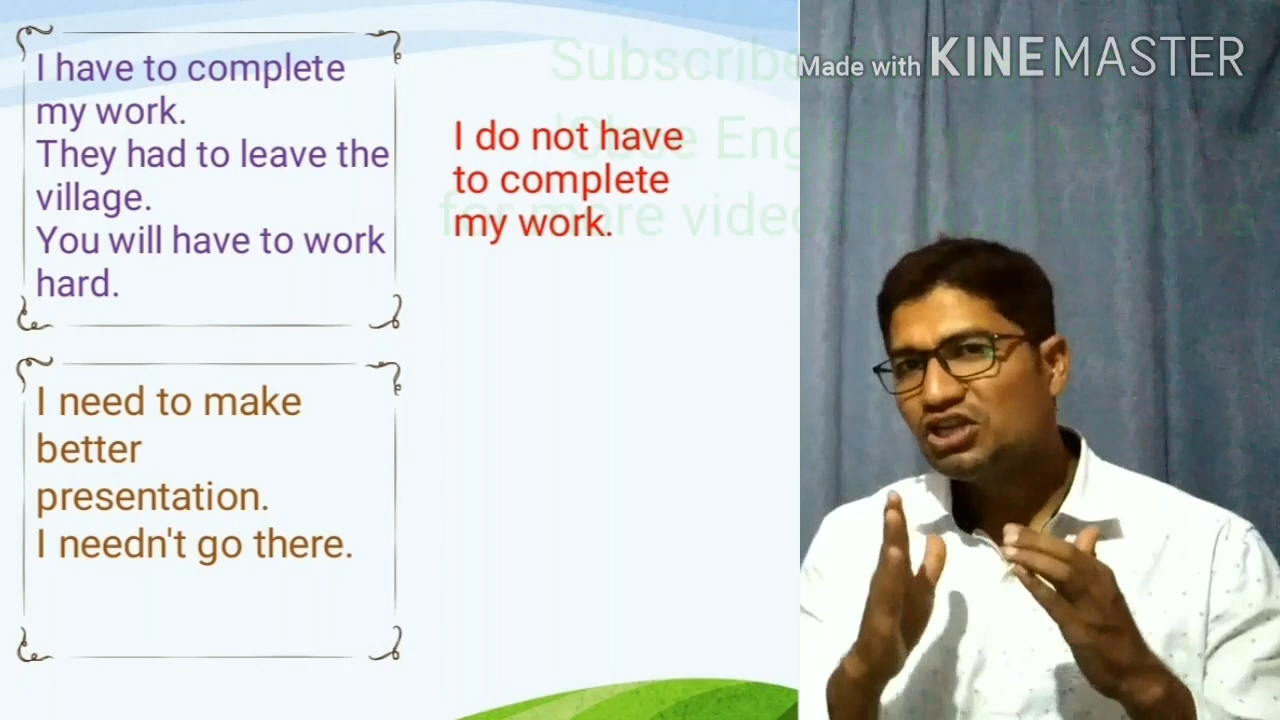 I have to complete
my work.
They had to leave the
village.
You will have to work
hard.
I need to make
better
presentation.
I needn't go there.
I do not have
to complete
my work.
Subscribe
for more videos
Made with KINEMASTER